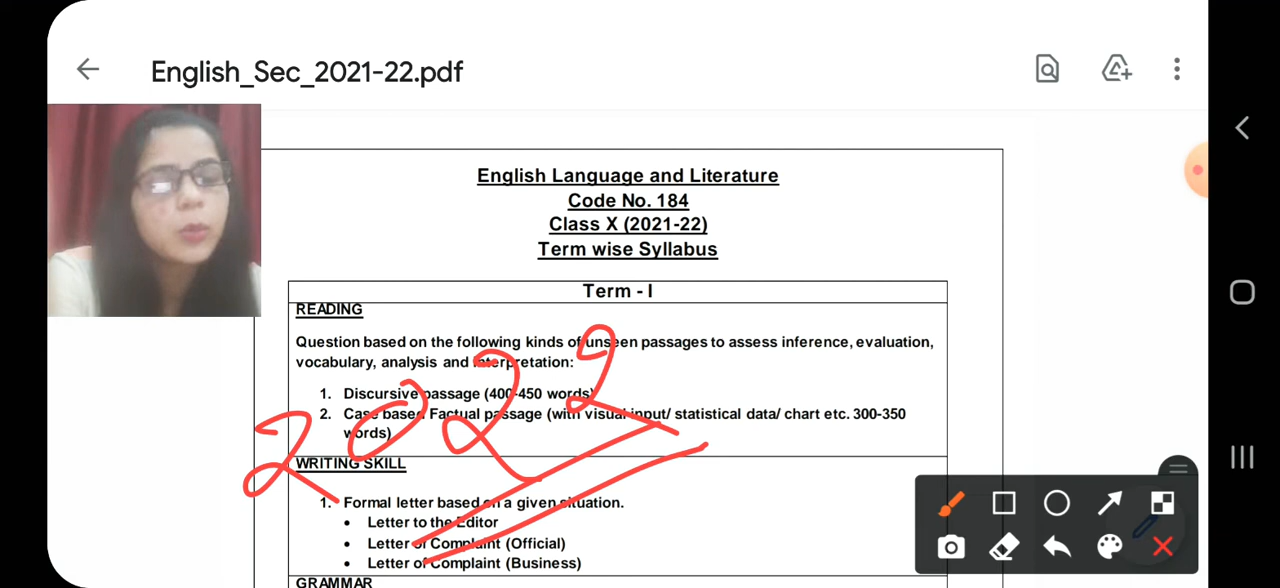 English_Sec_2021-22.pdf
English Language and Literature
Code No. 184
Class X (2021-22)
Term wise Syllabus
Term - I
READING
Question based on the following kinds of unseen passages to assess inference, evaluation,
vocabulary, analysis and interpretation:
1. Discursive passage (400-450 words)
2. Case based Factual passage (with visual input/ statistical data/ chart etc. 300-350
words)
2022
WRITING SKILL
1. Formal letter based on a given situation.
• Letter to the Editor
• Letter of Complaint (Official)
• Letter of Complaint (Business)
GRAMMAR